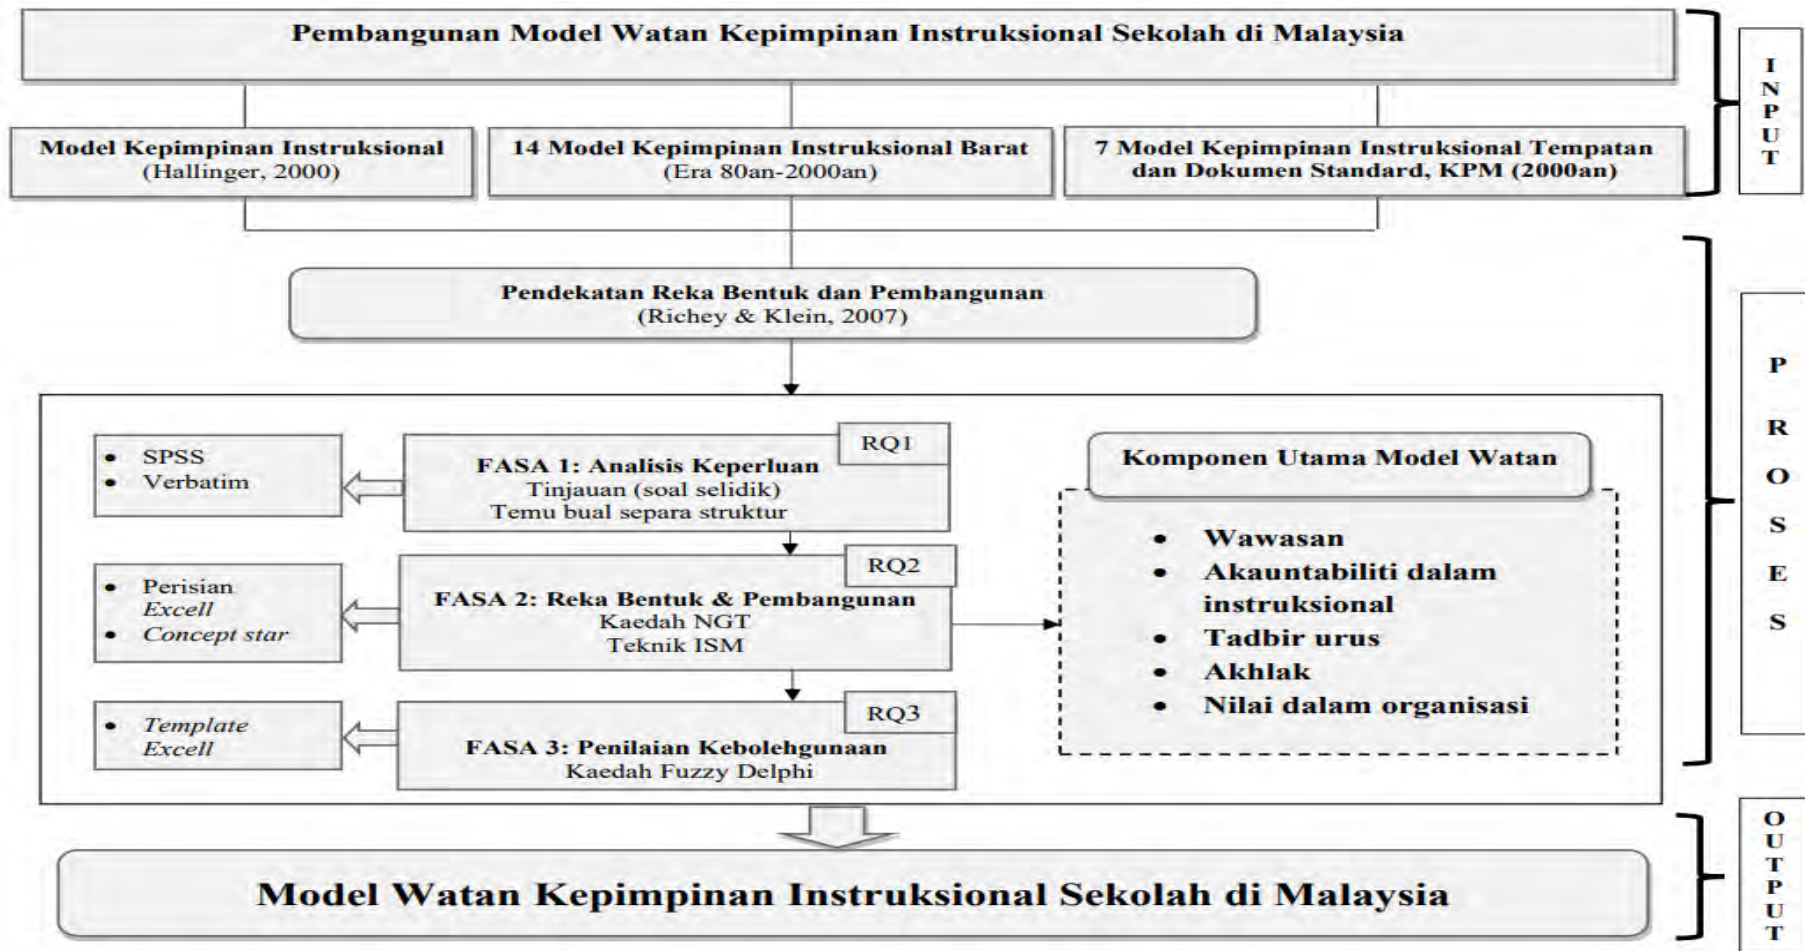 Pembangunan Model Watan Kepimpinan Instruksional Sekolah di Malaysia
INPUT
Model Kepimpinan Instruksional
(Hallinger, 2000)
14 Model Kepimpinan Instruksional Barat
(Era 80an-2000an)
7 Model Kepimpinan Instruksional Tempatan
dan Dokumen Standard, KPM (2000an)
Pendekatan Reka Bentuk dan Pembangunan
(Richey & Klein, 2007)
PROSES
• SPSS
• Verbatim
RQ1
FASA 1: Analisis Keperluan
Tinjauan (soal selidik)
Temu bual separa struktur
• Perisian
Excell
• Concept star
RQ2
FASA 2: Reka Bentuk & Pembangunan
Kaedah NGT
Teknik ISM
• Template
Excell
RQ3
FASA 3: Penilaian Kebolehgunaan
Kaedah Fuzzy Delphi
Komponen Utama Model Watan
• Wawasan
• Akauntabiliti dalam
instruksional
• Tadbir urus
• Akhlak
• Nilai dalam organisasi
Model Watan Kepimpinan Instruksional Sekolah di Malaysia
OUTPUT